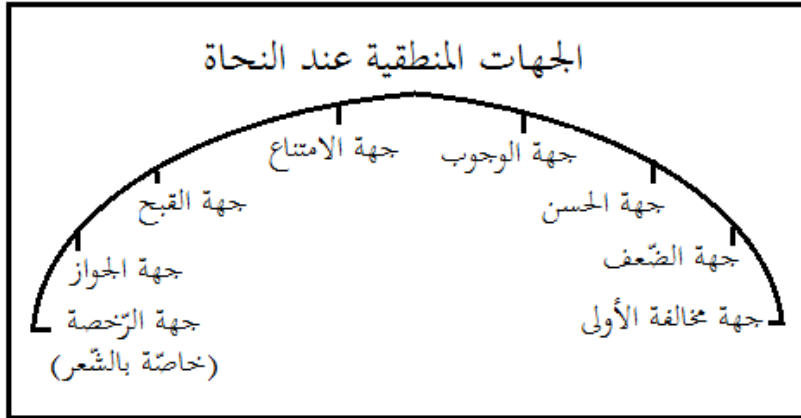 الجهات المنطقية عند النحاة
جهة الوجوب
جهة الامتناع
جهة الحسن
جهة القبح
جهة الضّعف
جهة الجواز
جهة مخالفة الأولى
جهة الرّخصة
(خاصّة بالشّعر)